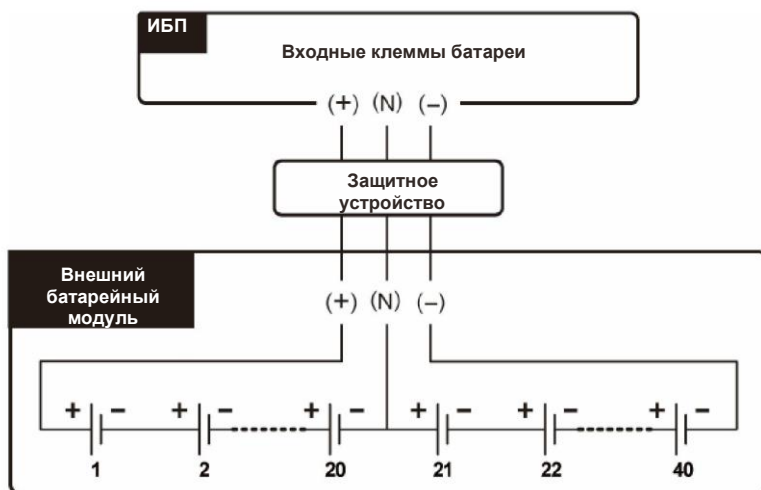 ИБП
Входные клеммы батареи
(+) (N) (–)
Защитное
устройство
Внешний
батарейный
модуль
(+) (N) (–)
+ – + – + – + – + – + –
1 2 20 21 22 40